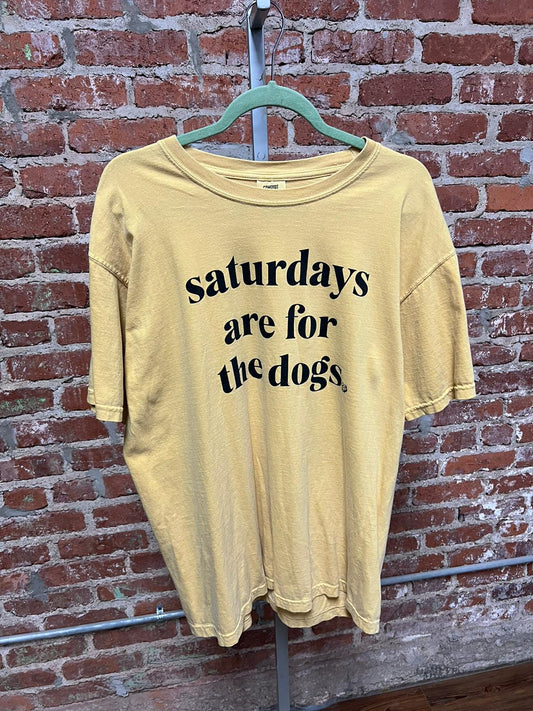 saturdays
are for
the dogs.